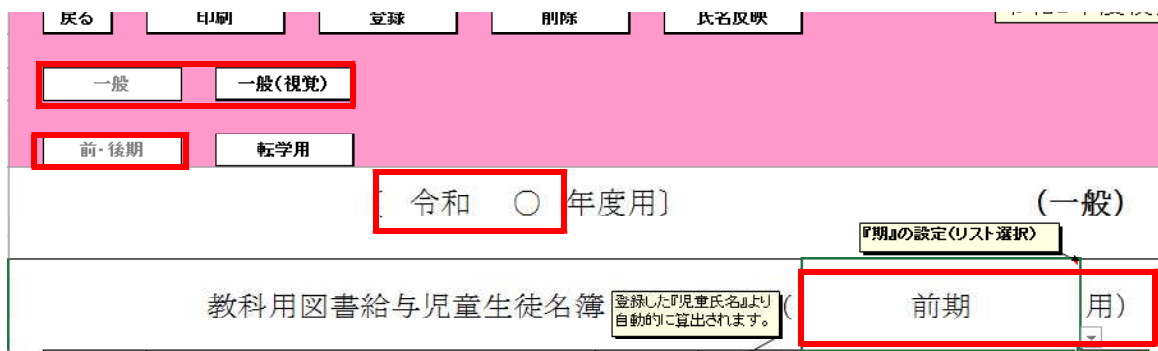 戻る 印刷 登録 削除 氏名反映
一般 一般(視覚)
前・後期 転学用
〔 令和 〇 年度用〕 (一般)
『期』の設定(リスト選択)
教科用図書給与児童生徒名簿 ( 前期 用)
登録した『児童氏名』より
自動的に算出されます。